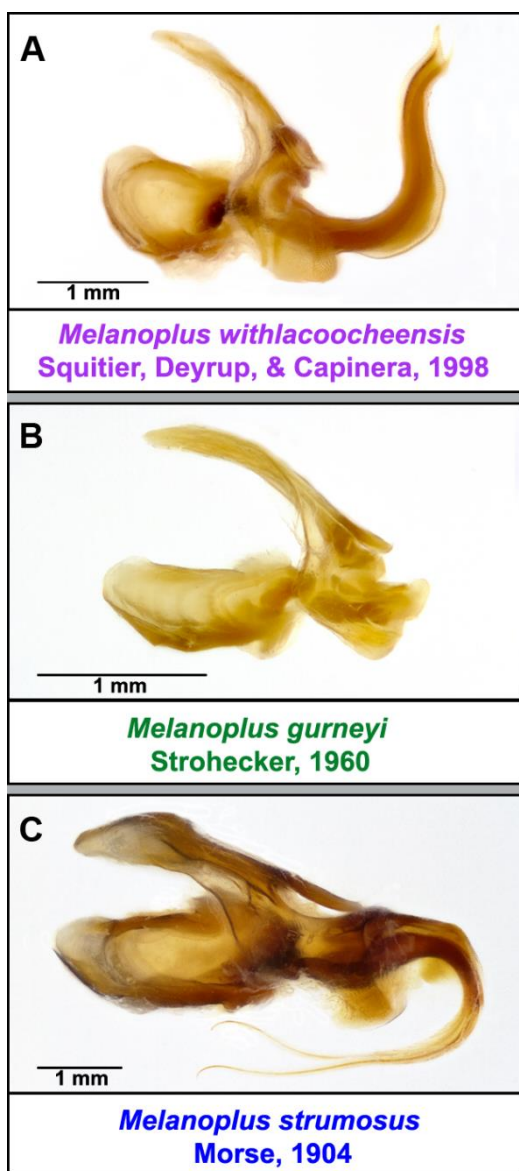 A
1 mm
Melanoplus withlacoocheensis
Squitier, Deyrup, & Capinera, 1998
B
1 mm
Melanoplus gurneyi
Strohecker, 1960
C
1 mm
Melanoplus strumosus
Morse, 1904